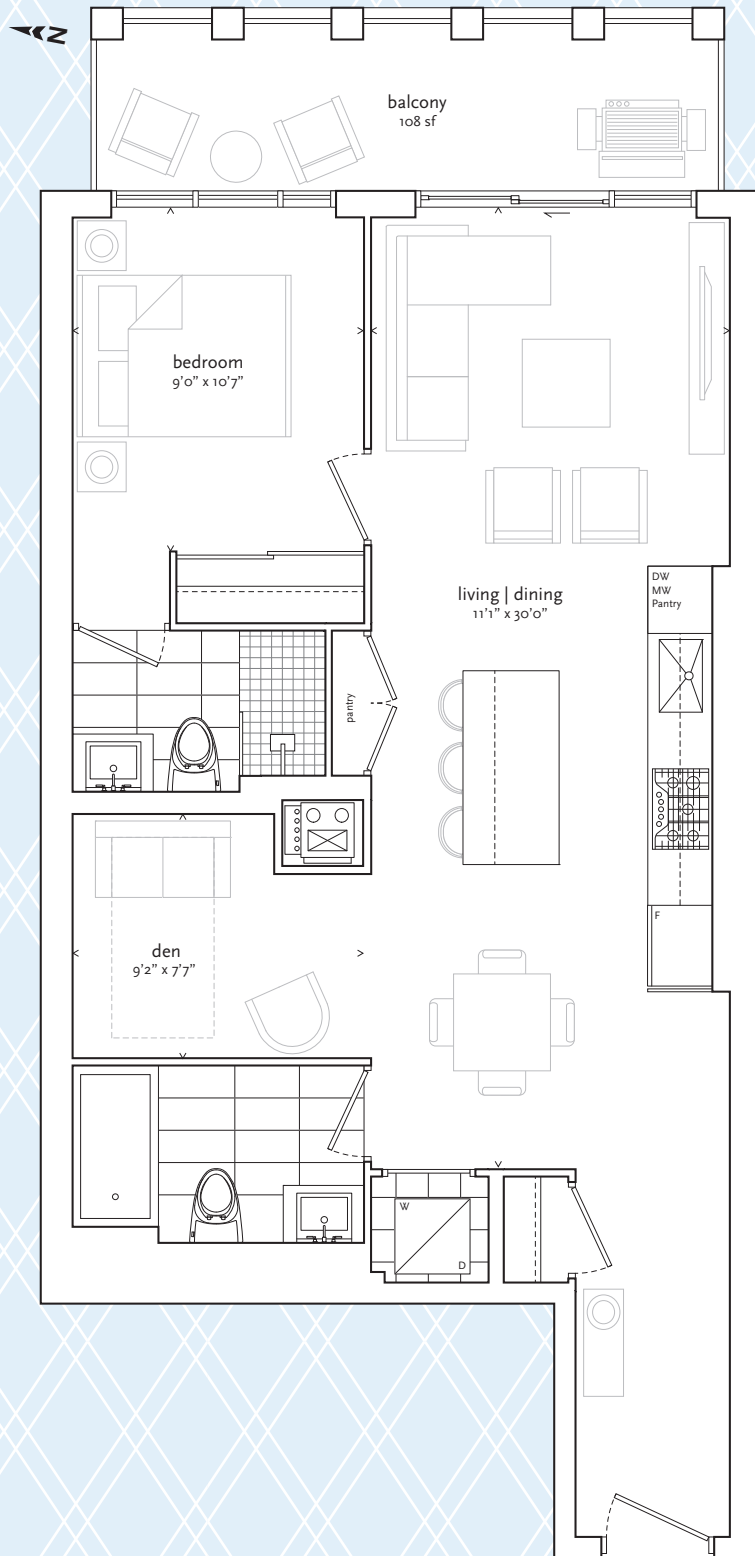 N
balcony
108 sf
bedroom
9'0" x 10'7"
living | dining
11'1" x 30'0"
DW
MW
Pantry
pantry
F
den
9'2" x 7'7"
W
D